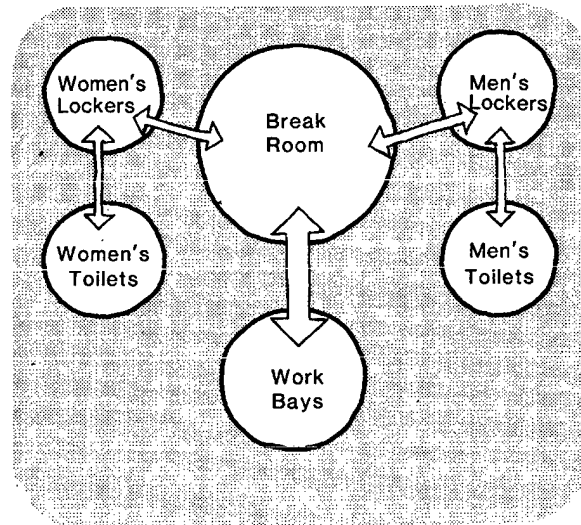 Women's
Lockers
Break
Room
Men's
Lockers
Women's
Toilets
Men's
Toilets
Work
Bays